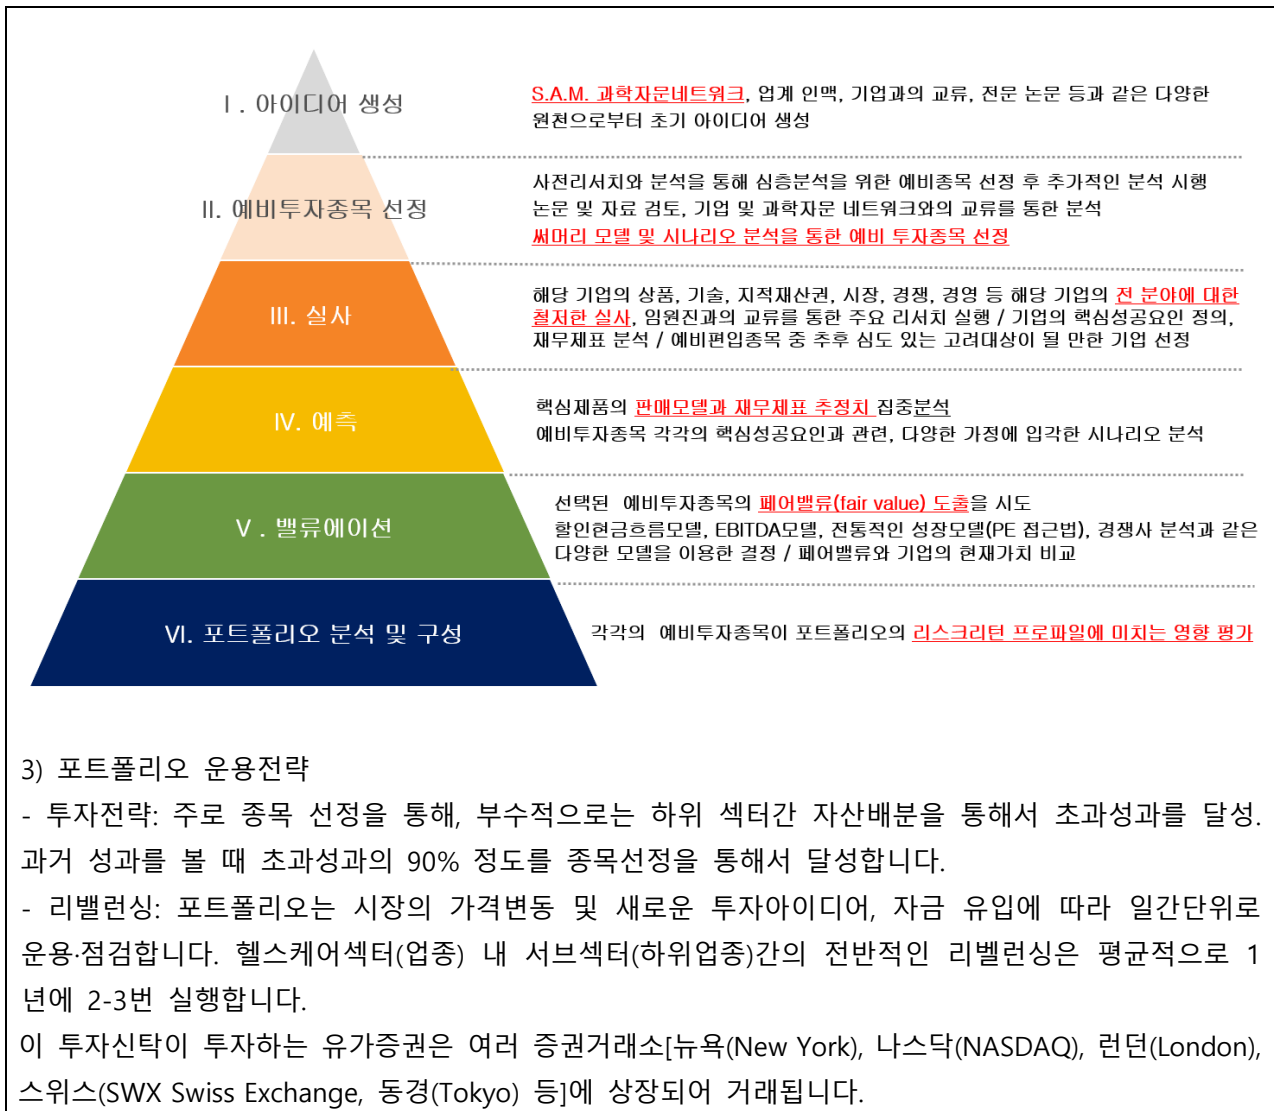 Ⅰ. 아이디어 생성
S.A.M. 과학자문네트워크, 업계 인맥, 기업과의 교류, 전문 논문 등과 같은 다양한
원천으로부터 초기 아이디어 생성
Ⅱ. 예비투자종목 선정
사전리서치와 분석을 통해 심층분석을 위한 예비종목 선정 후 추가적인 분석 시행
논문 및 자료 검토, 기업 및 과학자문 네트워크와의 교류를 통한 분석
써머리 모델 및 시나리오 분석을 통한 예비 투자종목 선정
Ⅲ. 실사
해당 기업의 상품, 기술, 지적재산권, 시장, 경쟁, 경영 등 해당 기업의 전 분야에 대한
철저한 실사, 임원진과의 교류를 통한 주요 리서치 실행 / 기업의 핵심성공요인 정의,
재무제표 분석 / 예비편입종목 중 추후 심도 있는 고려대상이 될 만한 기업 선정
Ⅳ. 예측
핵심제품의 판매모델과 재무제표 추정치 집중분석
예비투자종목 각각의 핵심성공요인과 관련, 다양한 가정에 입각한 시나리오 분석
Ⅴ. 밸류에이션
선택된 예비투자종목의 페어밸류(fair value) 도출을 시도
할인현금흐름모델, EBITDA모델, 전통적인 성장모델(PE 접근법), 경쟁사 분석과 같은
다양한 모델을 이용한 결정 / 페어밸류와 기업의 현재가치 비교
Ⅵ. 포트폴리오 분석 및 구성
각각의 예비투자종목이 포트폴리오의 리스크리턴 프로파일에 미치는 영향 평가
3) 포트폴리오 운용전략
- 투자전략: 주로 종목 선정을 통해, 부수적으로는 하위 섹터간 자산배분을 통해서 초과성과를 달성.
과거 성과를 볼 때 초과성과의 90% 정도를 종목선정을 통해서 달성합니다.
- 리밸런싱: 포트폴리오는 시장의 가격변동 및 새로운 투자아이디어, 자금 유입에 따라 일간단위로
운용·점검합니다. 헬스케어섹터(업종) 내 서브섹터(하위업종)간의 전반적인 리벨런싱은 평균적으로 1
년에 2-3번 실행합니다.
이 투자신탁이 투자하는 유가증권은 여러 증권거래소[뉴욕(New York), 나스닥(NASDAQ), 런던(London),
스위스(SWX Swiss Exchange, 동경(Tokyo) 등]에 상장되어 거래됩니다.